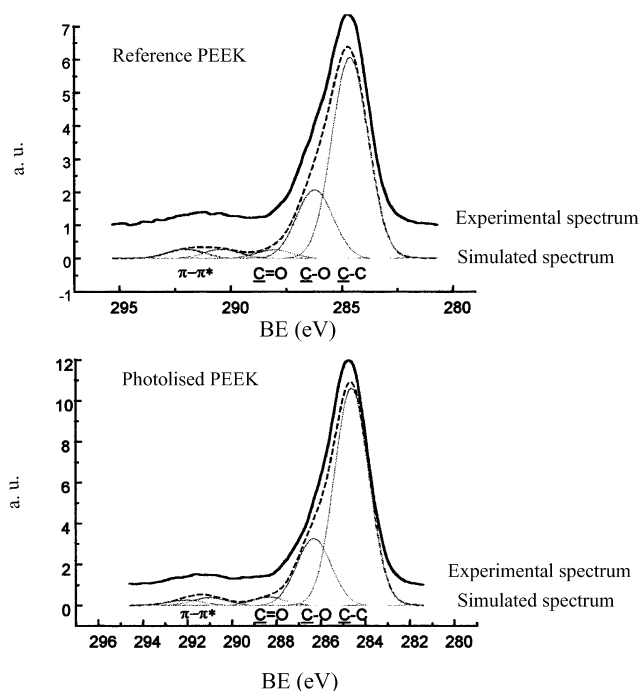 7
Reference PEEK
6
5
4
3
a. u.
2
1
Experimental spectrum
0
Simulated spectrum
π–π* C=O C-O C-C
-1
295 290 285 280
BE (eV)
12
Photolised PEEK
10
8
6
a. u.
4
2
Experimental spectrum
0
Simulated spectrum
π–π* C=O C-O C-C
296 294 292 290 288 286 284 282 280
BE (eV)